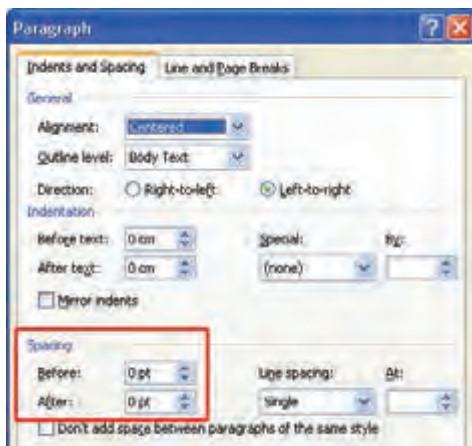 Paragraph
Indents and Spacing Line and Page Breaks
General
Alignment: Centered
Outline level: Body Text
Direction: Right-to-left Left-to-right
Indentation
Before text: 0 cm Special: By:
After text: 0 cm (none)
Mirror indents
Spacing
Before: 0 pt Line spacing: At:
After: 0 pt Single
Don't add space between paragraphs of the same style